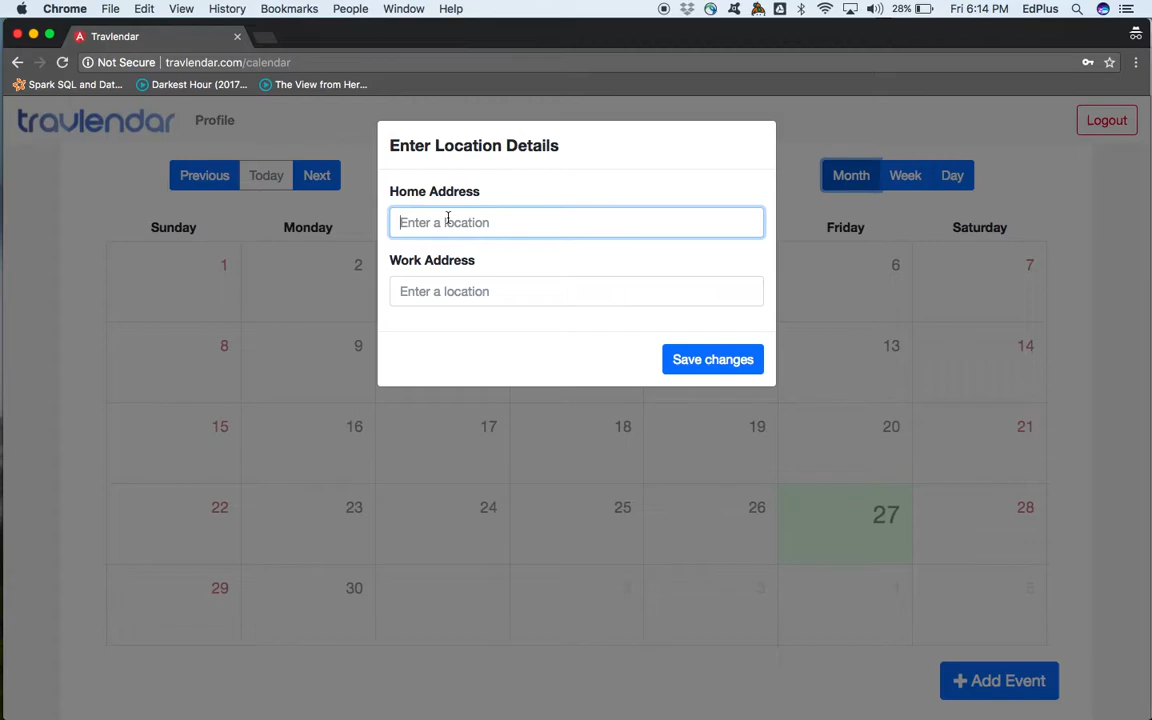 Chrome File Edit View History Bookmarks People Window Help 28% Fri 6:14 PM EdPlus
Travlendar
Not Secure travlendar.com/calendar
Spark SQL and Dat... Darkest Hour (2017... The View from Her...
travlendar Profile Logout
Enter Location Details
Previous Today Next Month Week Day
Home Address
Enter a location
Sunday Monday Friday Saturday
Work Address
1 2 6 7
Enter a location
8 9 13 14
Save changes
15 16 17 18 19 20 21
22 23 24 25 26 27 28
29 30
Add Event